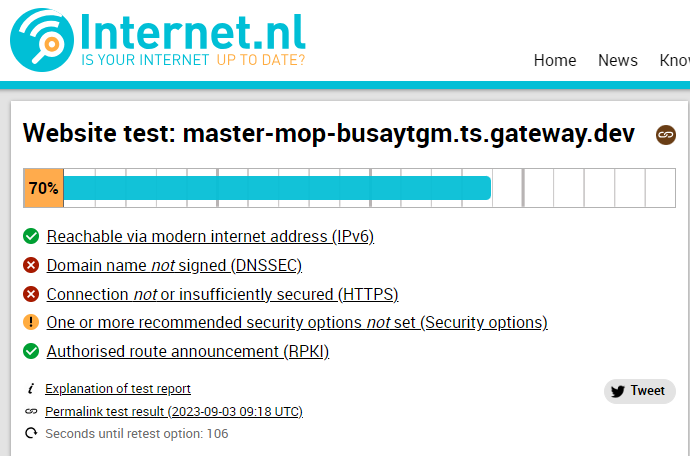 Internet.nl
IS YOUR INTERNET UP TO DATE?
Home News
Website test: master-mop-busaytgm.ts.gateway.dev
70%
Reachable via modern internet address (IPv6)
Domain name not signed (DNSSEC)
Connection not or insufficiently secured (HTTPS)
One or more recommended security options not set (Security options)
Authorised route announcement (RPKI)
Explanation of test report
Tweet
Permalink test result (2023-09-03 09:18 UTC)
Seconds until retest option: 106